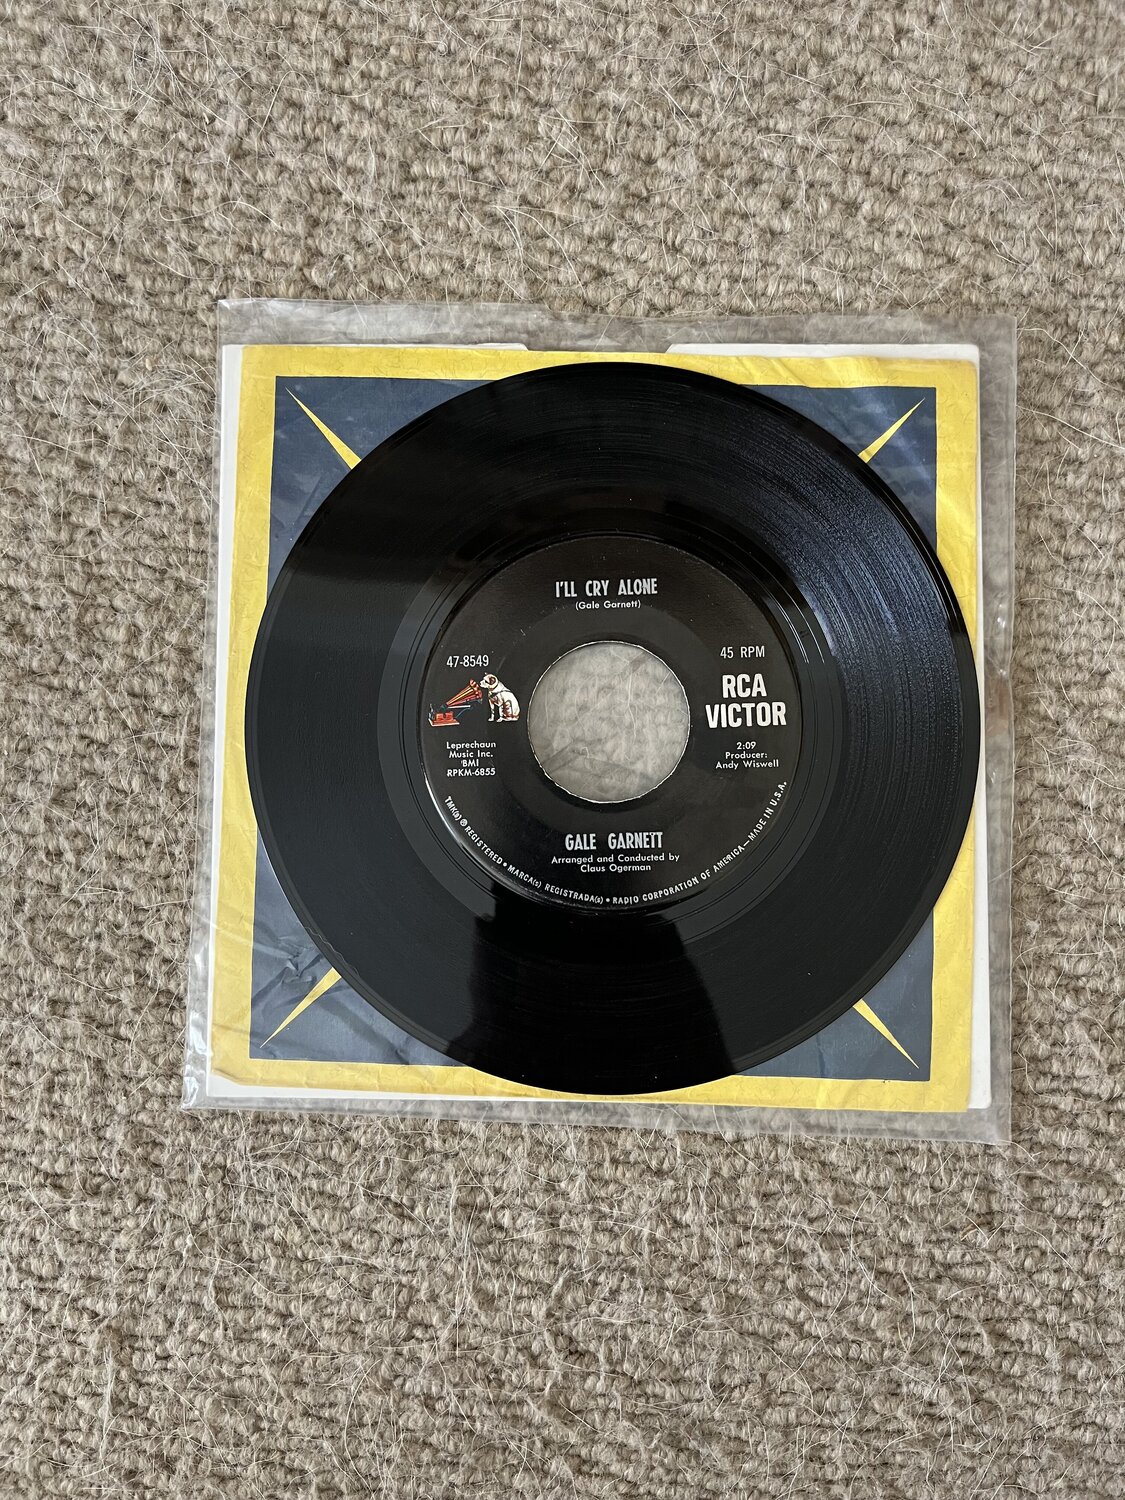 I'LL CRY ALONE
(Gale Garnett)
47-8549
45 RPM
RCA
VICTOR
Leprechaun
Music Inc.
BMI
RPKM-6855
2:09
Producer:
Andy Wiswell
GALE GARNETT
Arranged and Conducted by
Claus Ogerman
TMK(s) ® REGISTERED • MARCA(s) REGISTRADA(s) • RADIO CORPORATION OF AMERICA—MADE IN U.S.A.